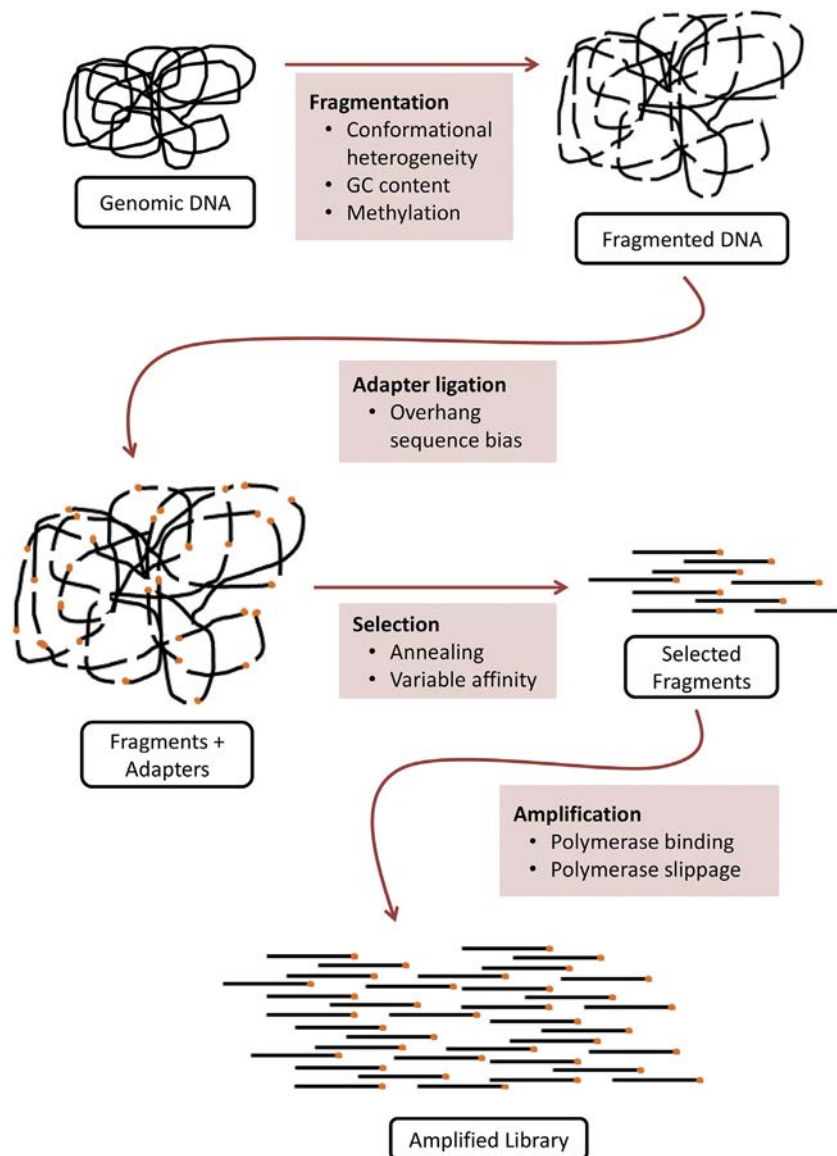 Genomic DNA
Fragmentation
• Conformational
heterogeneity
• GC content
• Methylation
Fragmented DNA
Adapter ligation
• Overhang
sequence bias
Fragments +
Adapters
Selection
• Annealing
• Variable affinity
Selected
Fragments
Amplification
• Polymerase binding
• Polymerase slippage
Amplified Library